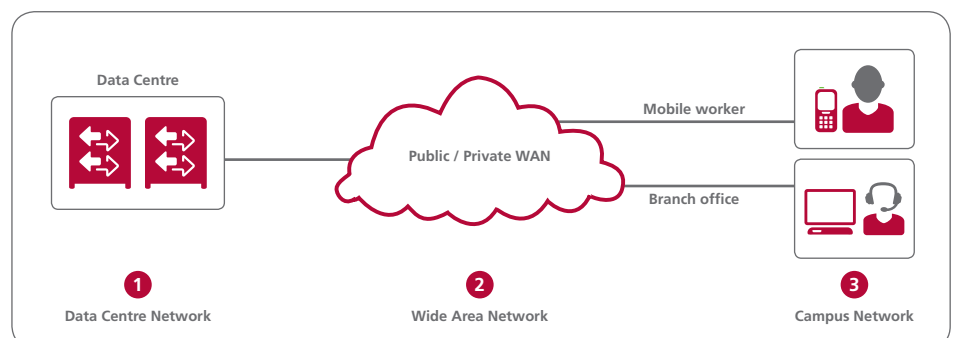 Data Centre
Public / Private WAN
Mobile worker
Branch office
1
2
3
Data Centre Network
Wide Area Network
Campus Network